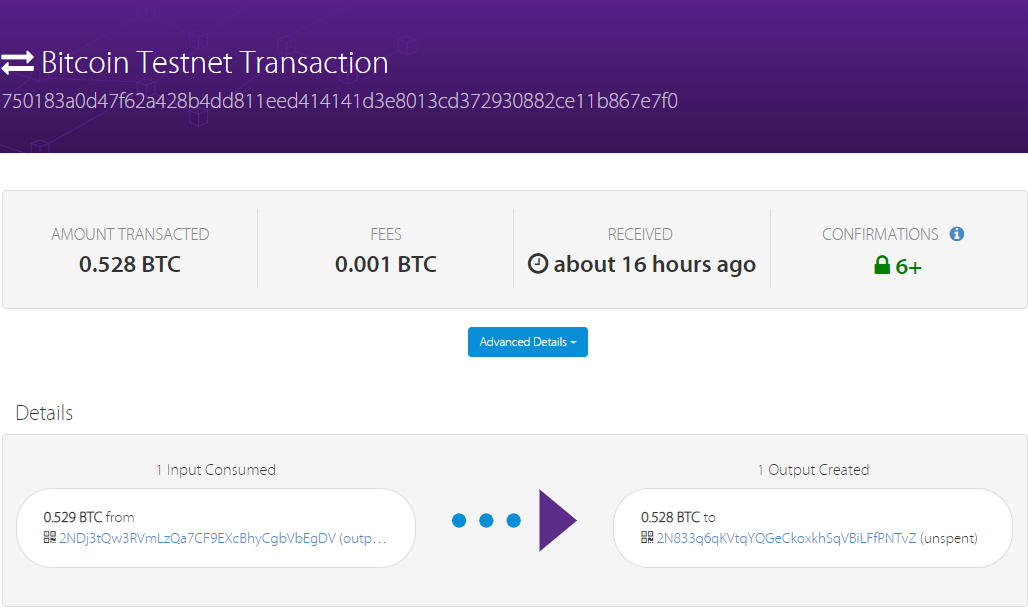 Bitcoin Testnet Transaction
750183a0d47f62a428b4dd811eed414141d3e8013cd372930882ce11b867e7f0
AMOUNT TRANSACTED
0.528 BTC
FEES
0.001 BTC
RECEIVED
about 16 hours ago
CONFIRMATIONS
6+
Advanced Details
Details
1 Input Consumed
0.529 BTC from
2NDj3tQw3RVmLzQa7CF9EXcBhyCgbVbEgDV (outp...
1 Output Created
0.528 BTC to
2N833q6qKVtqYQGeCkoxkhSqVBiLFfPNTvZ (unspent)